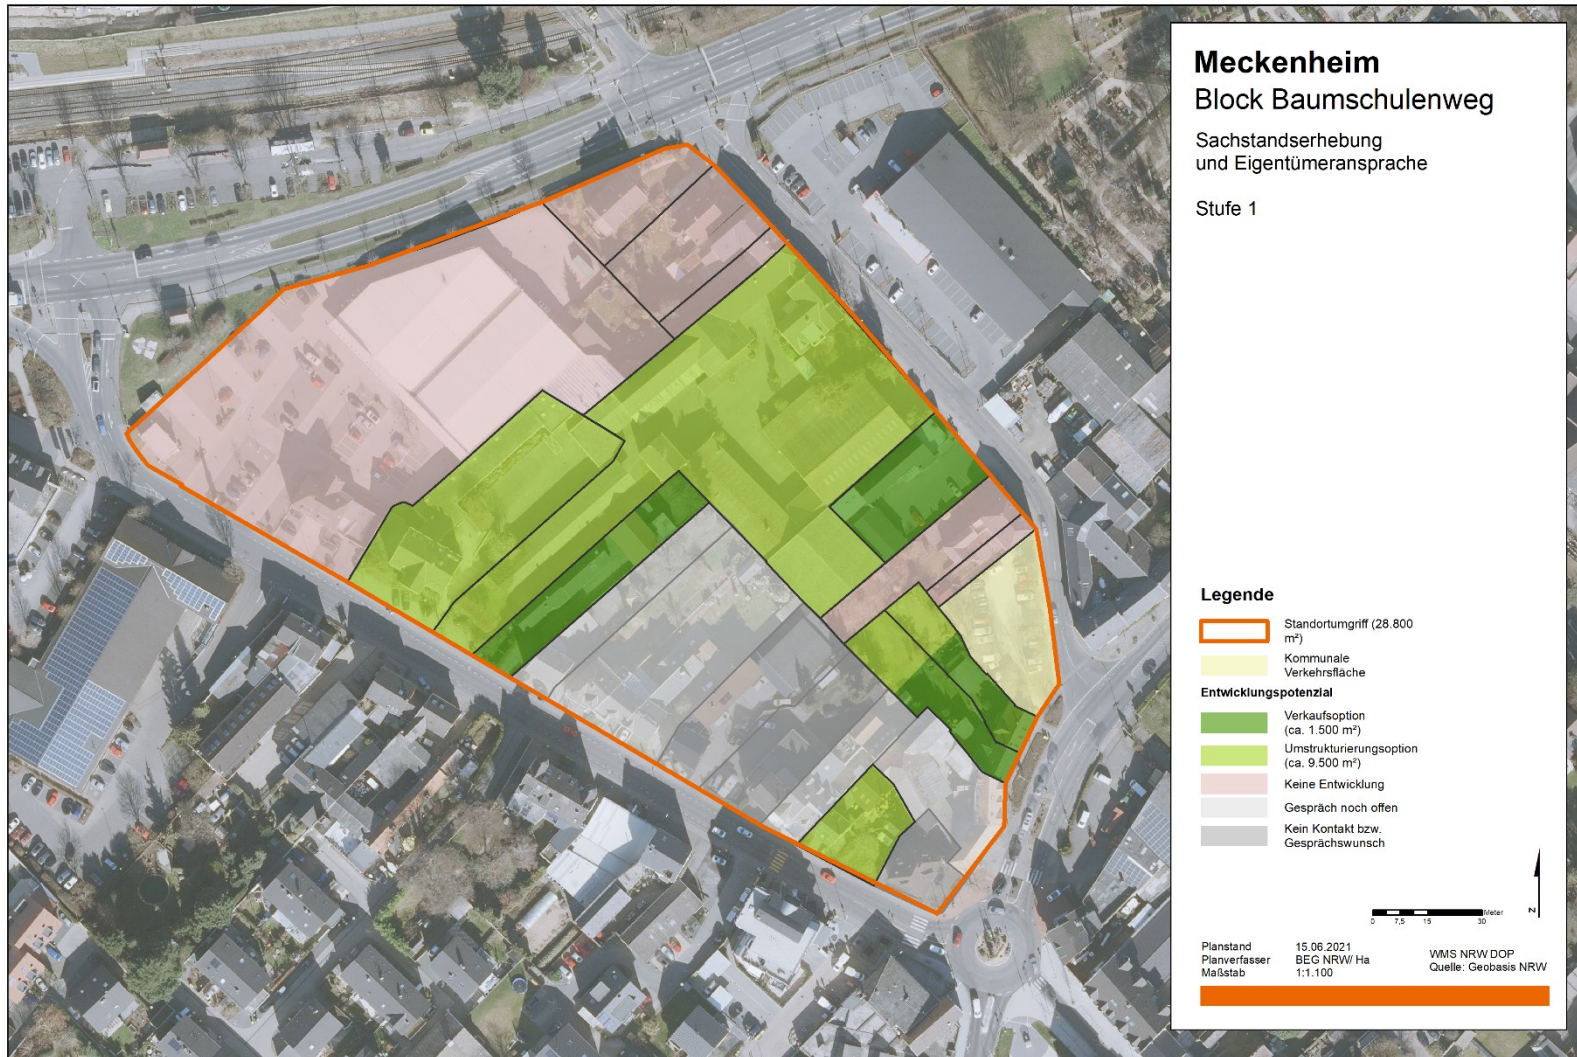 Meckenheim
Block Baumschulenweg
Sachstandserhebung
und Eigentümeransprache
Stufe 1
Legende
Standortumgriff (28.800
m²)
Kommunale
Verkehrsfläche
Entwicklungspotenzial
Verkaufsoption
(ca. 1.500 m²)
Umstrukturierungsoption
(ca. 9.500 m²)
Keine Entwicklung
Gespräch noch offen
Kein Kontakt bzw.
Gesprächswunsch
Meter
0 7,5 15 30
N
Planstand 15.06.2021
Planverfasser BEG NRW/ Ha
Maßstab 1:1.100
WMS NRW DOP
Quelle: Geobasis NRW